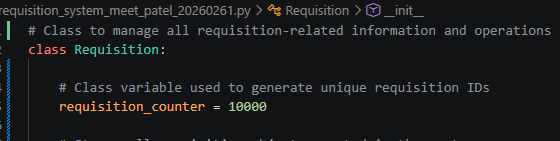 requisition_system_meet_patel_20260261.py > Requisition > __init__
# Class to manage all requisition-related information and operations
class Requisition:
# Class variable used to generate unique requisition IDs
requisition_counter = 10000